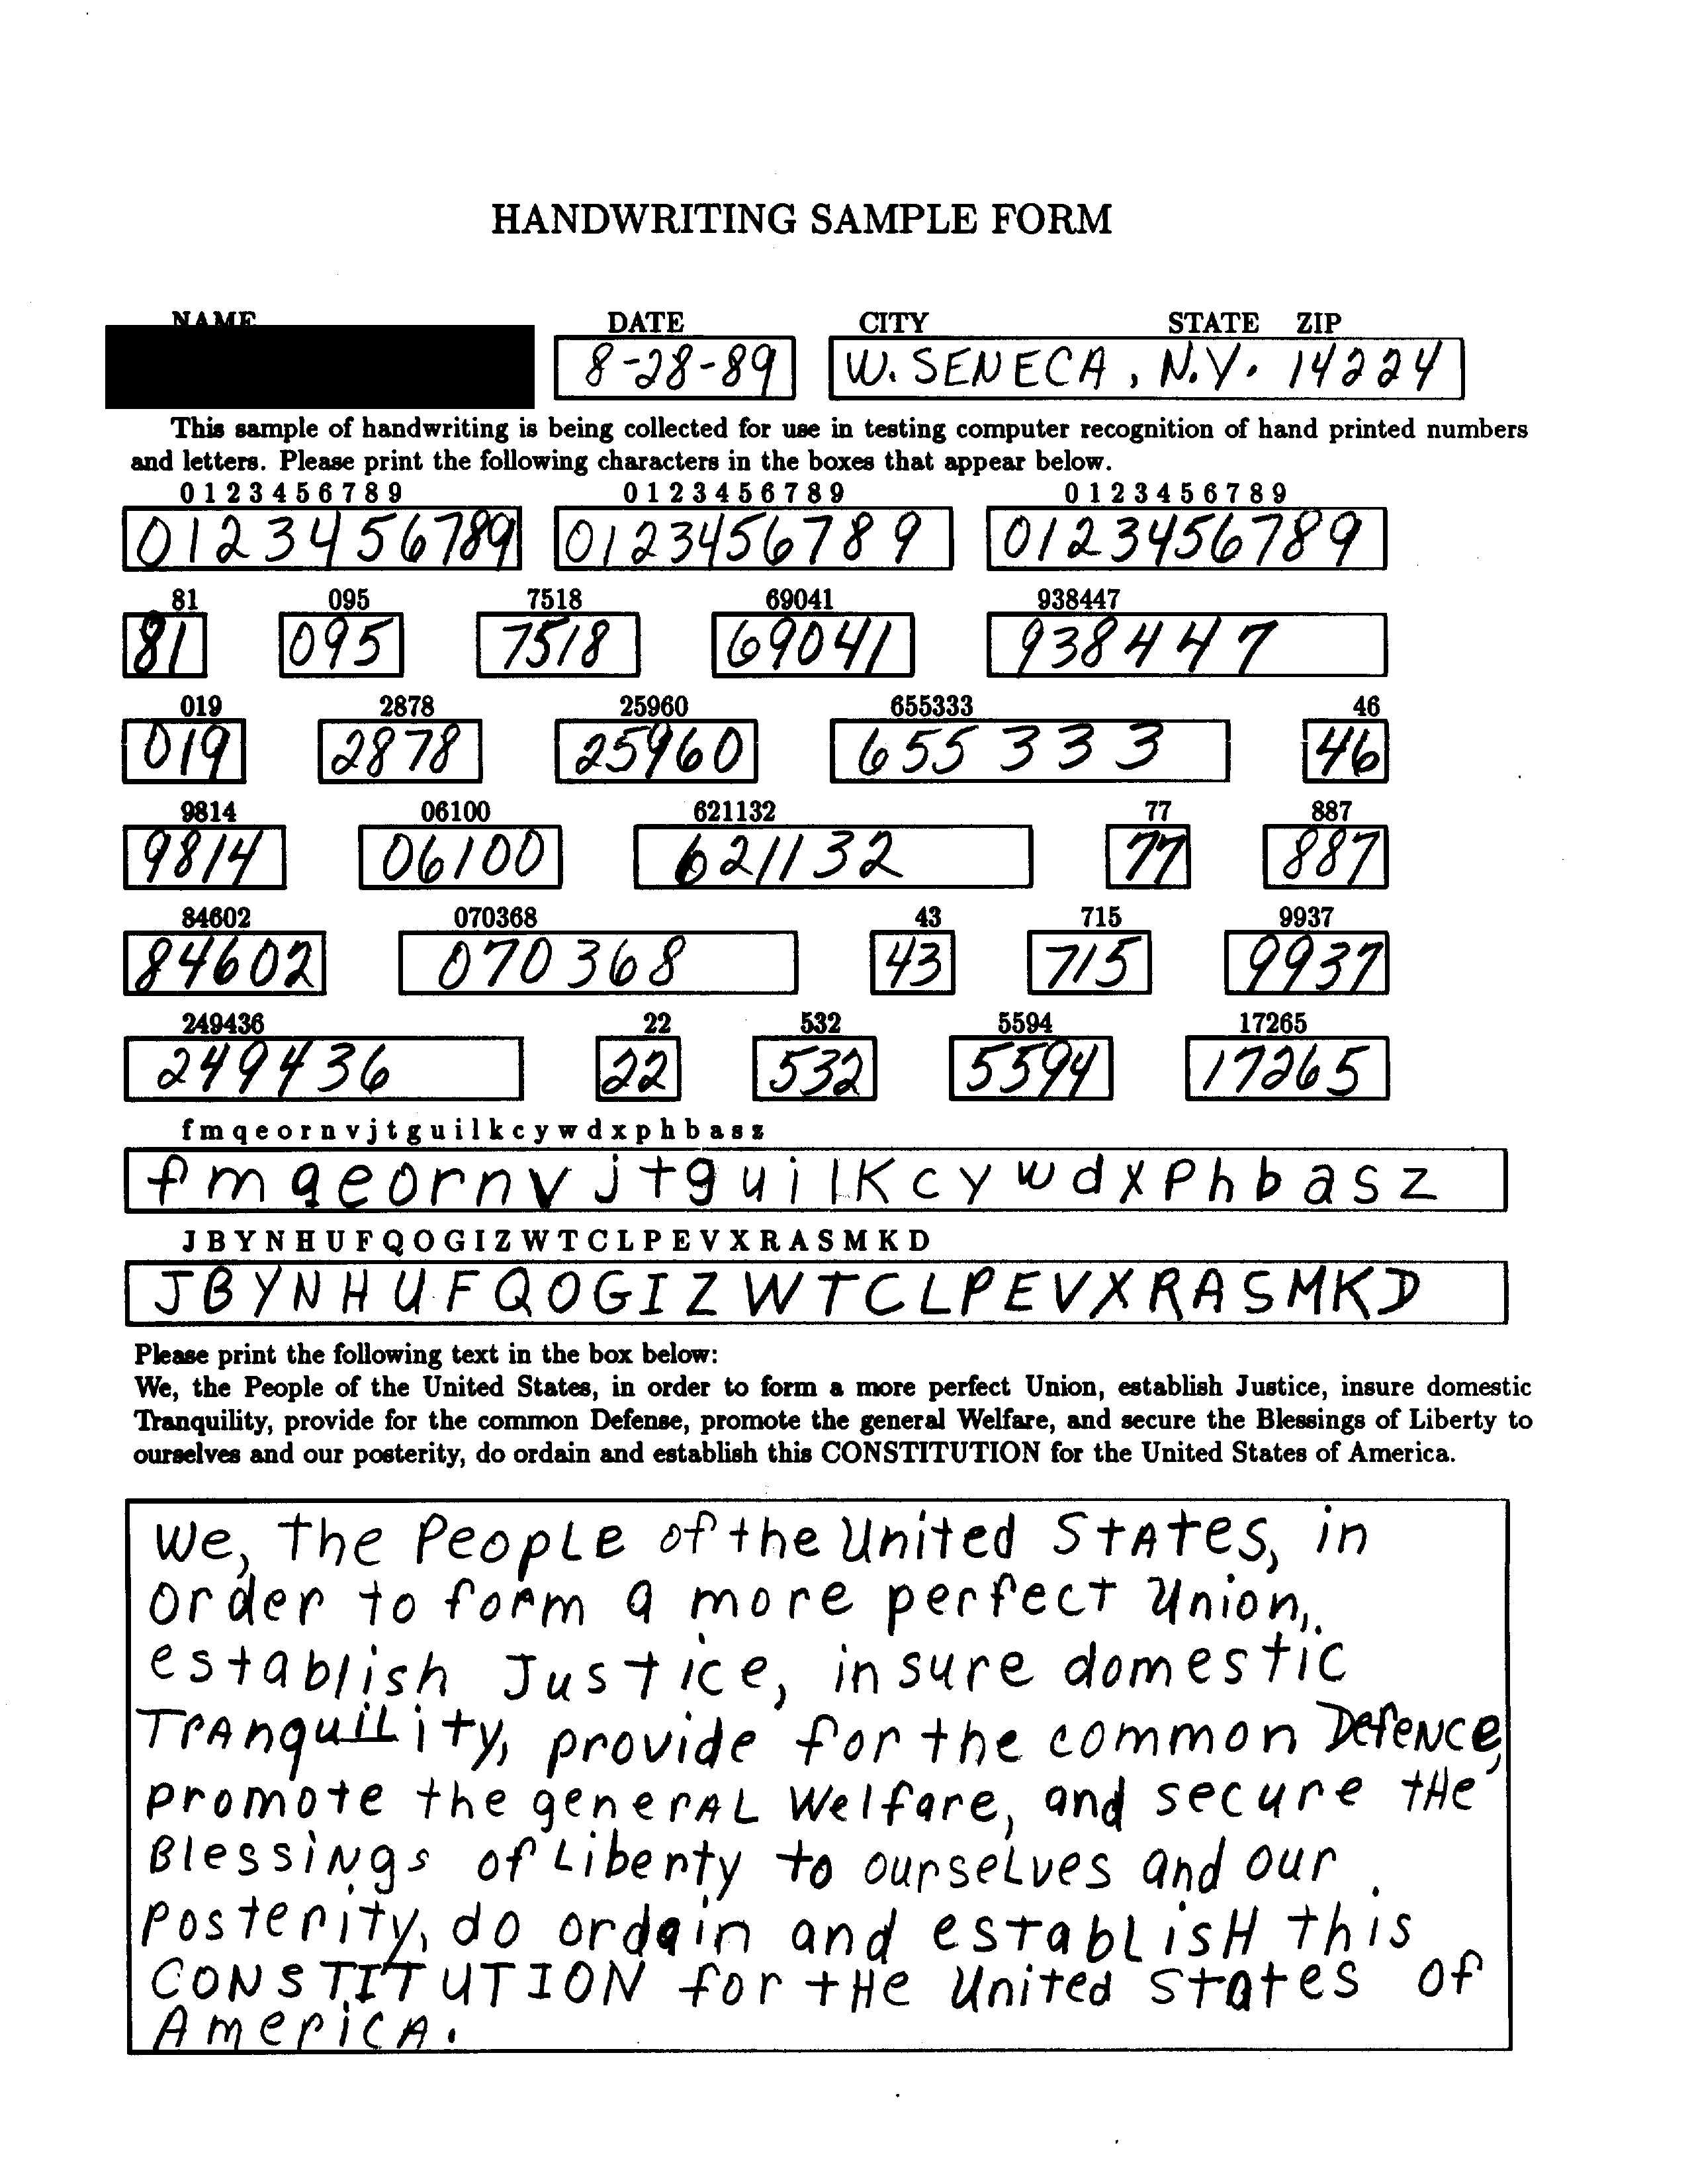 HANDWRITING SAMPLE FORM
NAME DATE CITY STATE ZIP
8-28-89 W. SENECA, N.Y. 14224
This sample of handwriting is being collected for use in testing computer recognition of hand printed numbers
and letters. Please print the following characters in the boxes that appear below.
0 1 2 3 4 5 6 7 8 9 0 1 2 3 4 5 6 7 8 9 0 1 2 3 4 5 6 7 8 9
0123456789 0123456789 0123456789
81 095 7518 69041 938447
81 095 7518 69041 938447
019 2878 25960 655333 46
019 2878 25960 655333 46
9814 06100 621132 77 887
9814 06100 621132 77 887
84602 070368 43 715 9937
84602 070368 43 715 9937
249436 22 532 5594 17265
249436 22 532 5594 17265
f m q e o r n v j t g u i l k c y w d x p h b a s z
f m q e o r n v j t g u i l K c y w d x P h b a s z
J B Y N H U F Q O G I Z W T C L P E V X R A S M K D
J B Y N H U F Q O G I Z W T C L P E V X R A S M K D
Please print the following text in the box below:
We, the People of the United States, in order to form a more perfect Union, establish Justice, insure domestic
Tranquility, provide for the common Defense, promote the general Welfare, and secure the Blessings of Liberty to
ourselves and our posterity, do ordain and establish this CONSTITUTION for the United States of America.
We, The PeopLE of the United StAtes, in
order to form a more perfect Union,
establish Justice, insure domestic
TRAnquiLity, provide for the common DefeNce,
promote the generAL Welfare, and secure tHe
BlessiNgs of Liberty to ourseLves and our
Posterity, do ordain and estabLisH this
CONSTITUTION for tHe United States of
AmericA.